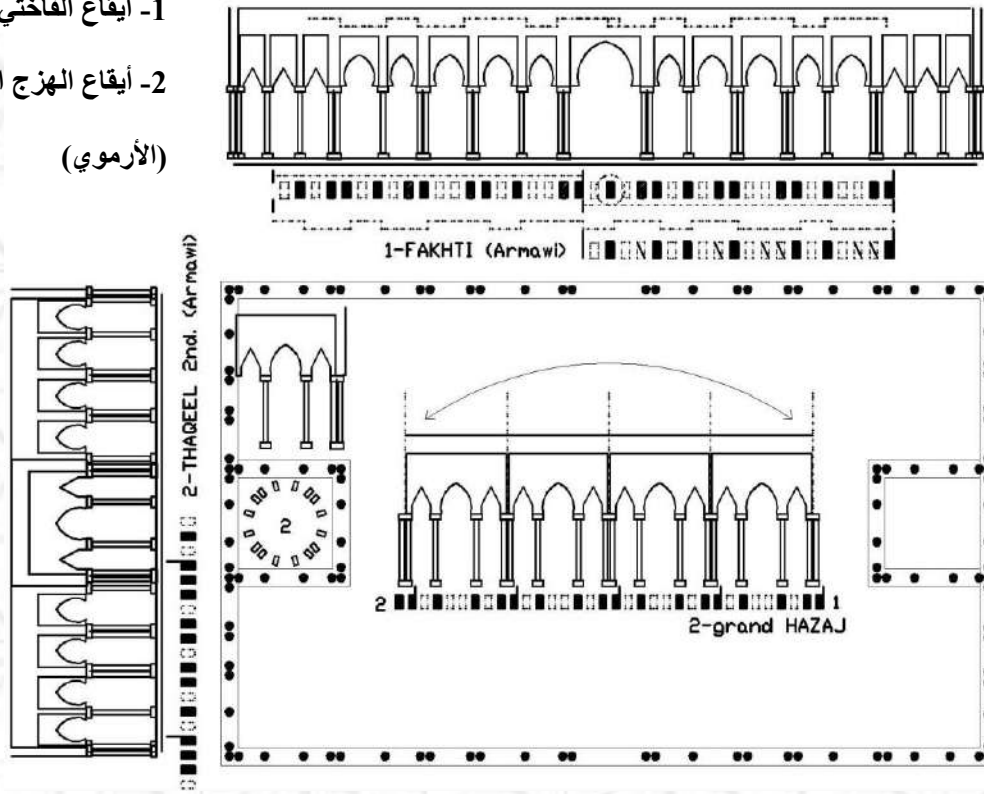 1- أيقاع الفاختي
2- أيقاع الهزج
(الأرموي)
1-FAKHTI (Armawi)
2-THAQEEL 2nd. (Armawi)
2
2
1
2-grand HAZAJ